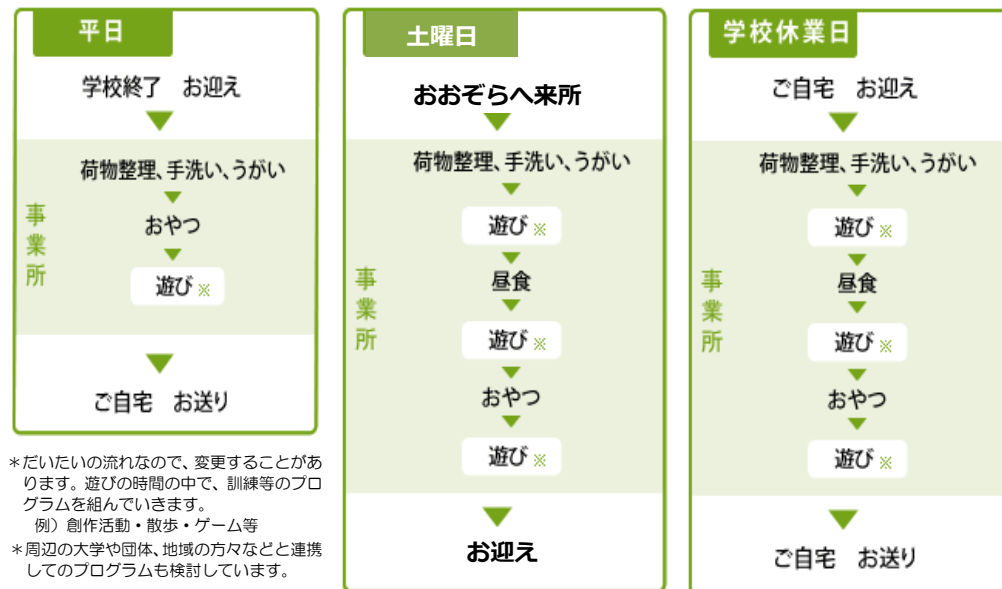 平日
学校終了　お迎え
事業所
荷物整理、手洗い、うがい
おやつ
遊び※
ご自宅　お送り
＊だいたいの流れなので、変更することがあ
ります。遊びの時間の中で、訓練等のプロ
グラムを組んでいきます。
例）創作活動・散歩・ゲーム等
＊周辺の大学や団体、地域の方々などと連携
してのプログラムも検討しています。
土曜日
おおぞらへ来所
事業所
荷物整理、手洗い、うがい
遊び※
昼食
遊び※
おやつ
遊び※
お迎え
学校休業日
ご自宅　お迎え
事業所
荷物整理、手洗い、うがい
遊び※
昼食
遊び※
おやつ
遊び※
ご自宅　お送り